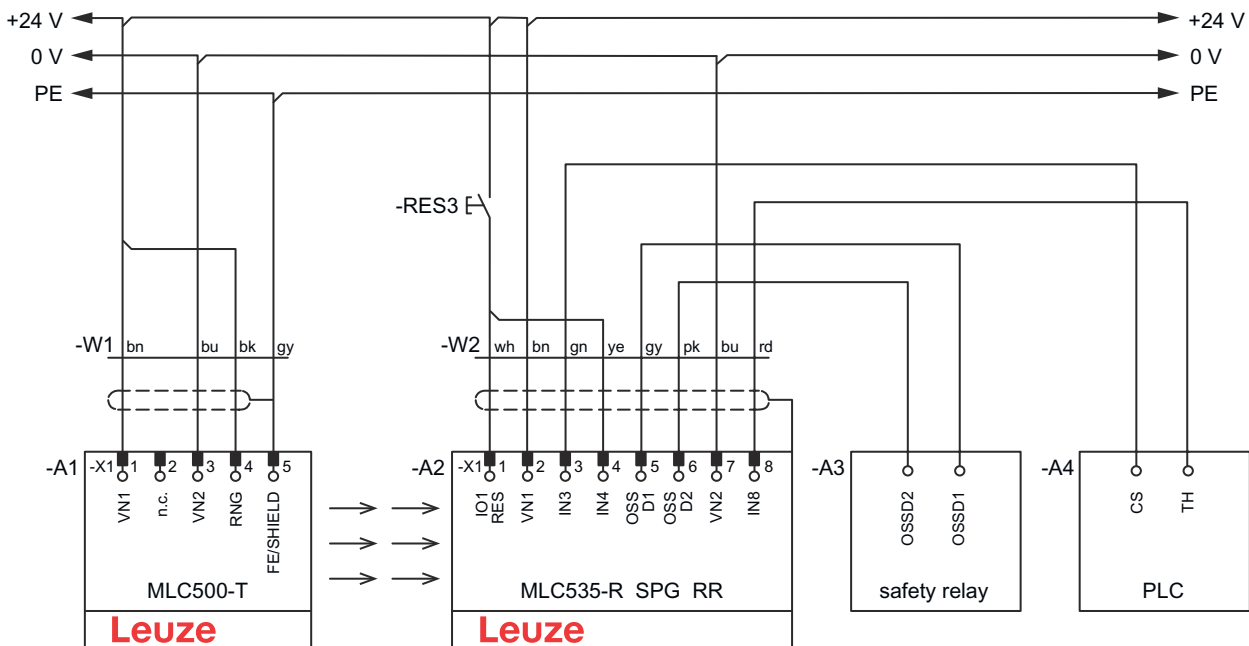 +24 V +24 V
0 V 0 V
PE PE
-RES3
-W1 bn bu bk gy -W2 wh bn gn ye gy pk bu rd
-A1 -X1 1 2 3 4 5 -A2 -X1 1 2 3 4 5 6 7 8 -A3 -A4
VN1
n.c.
VN2
RNG
FE/SHIELD
IO1
RES
VN1
IN3
IN4
OSS
D1
OSS
D2
VN2
IN8
OSSD2
OSSD1
CS
TH
MLC500-T MLC535-R SPG RR safety relay PLC
Leuze Leuze